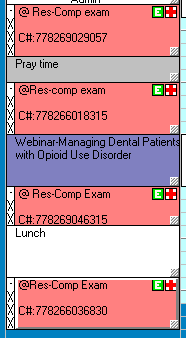 Admin
- @ Res-Comp exam E
X
X C#:778269029057
X
Pray time
- @ Res-Comp exam E
X
X C#:778266018315
X
Webinar-Managing Dental Patients
with Opioid Use Disorder
- @ Res-Comp Exam E
X
X C#:778269046315
Lunch
- @Res-Comp Exam E
X
X C#:778266036830
X